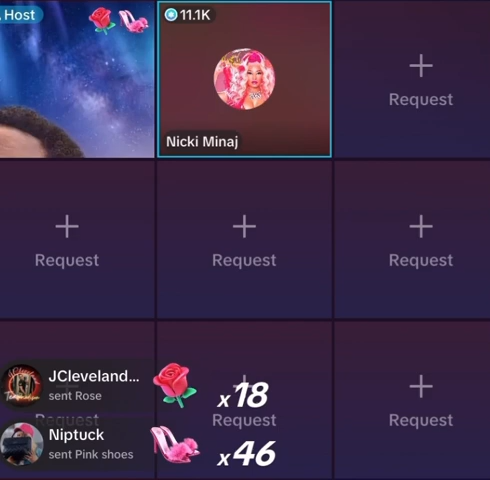 Host
11.1K
Nicki Minaj
Request
Request
Request
Request
JCleveland...
sent Rose
x18
Request
Request
Request
Niptuck
sent Pink shoes
x46